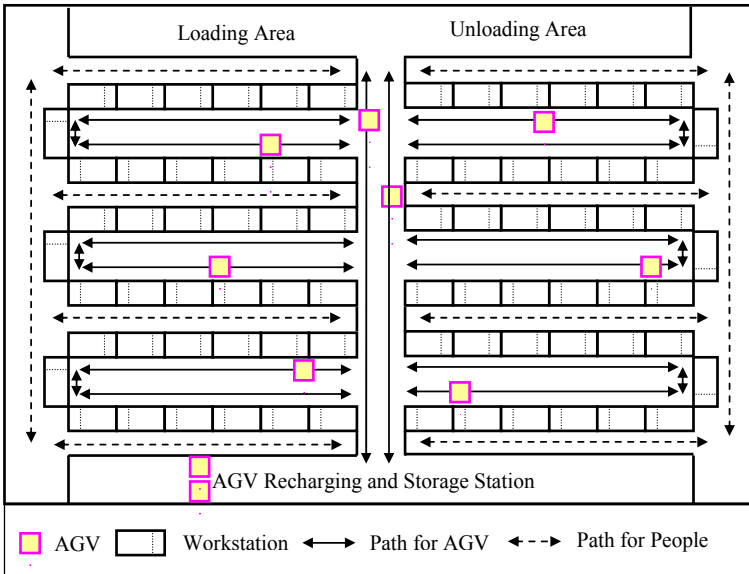 Loading Area
Unloading Area
AGV Recharging and Storage Station
AGV
Workstation
Path for AGV
Path for People